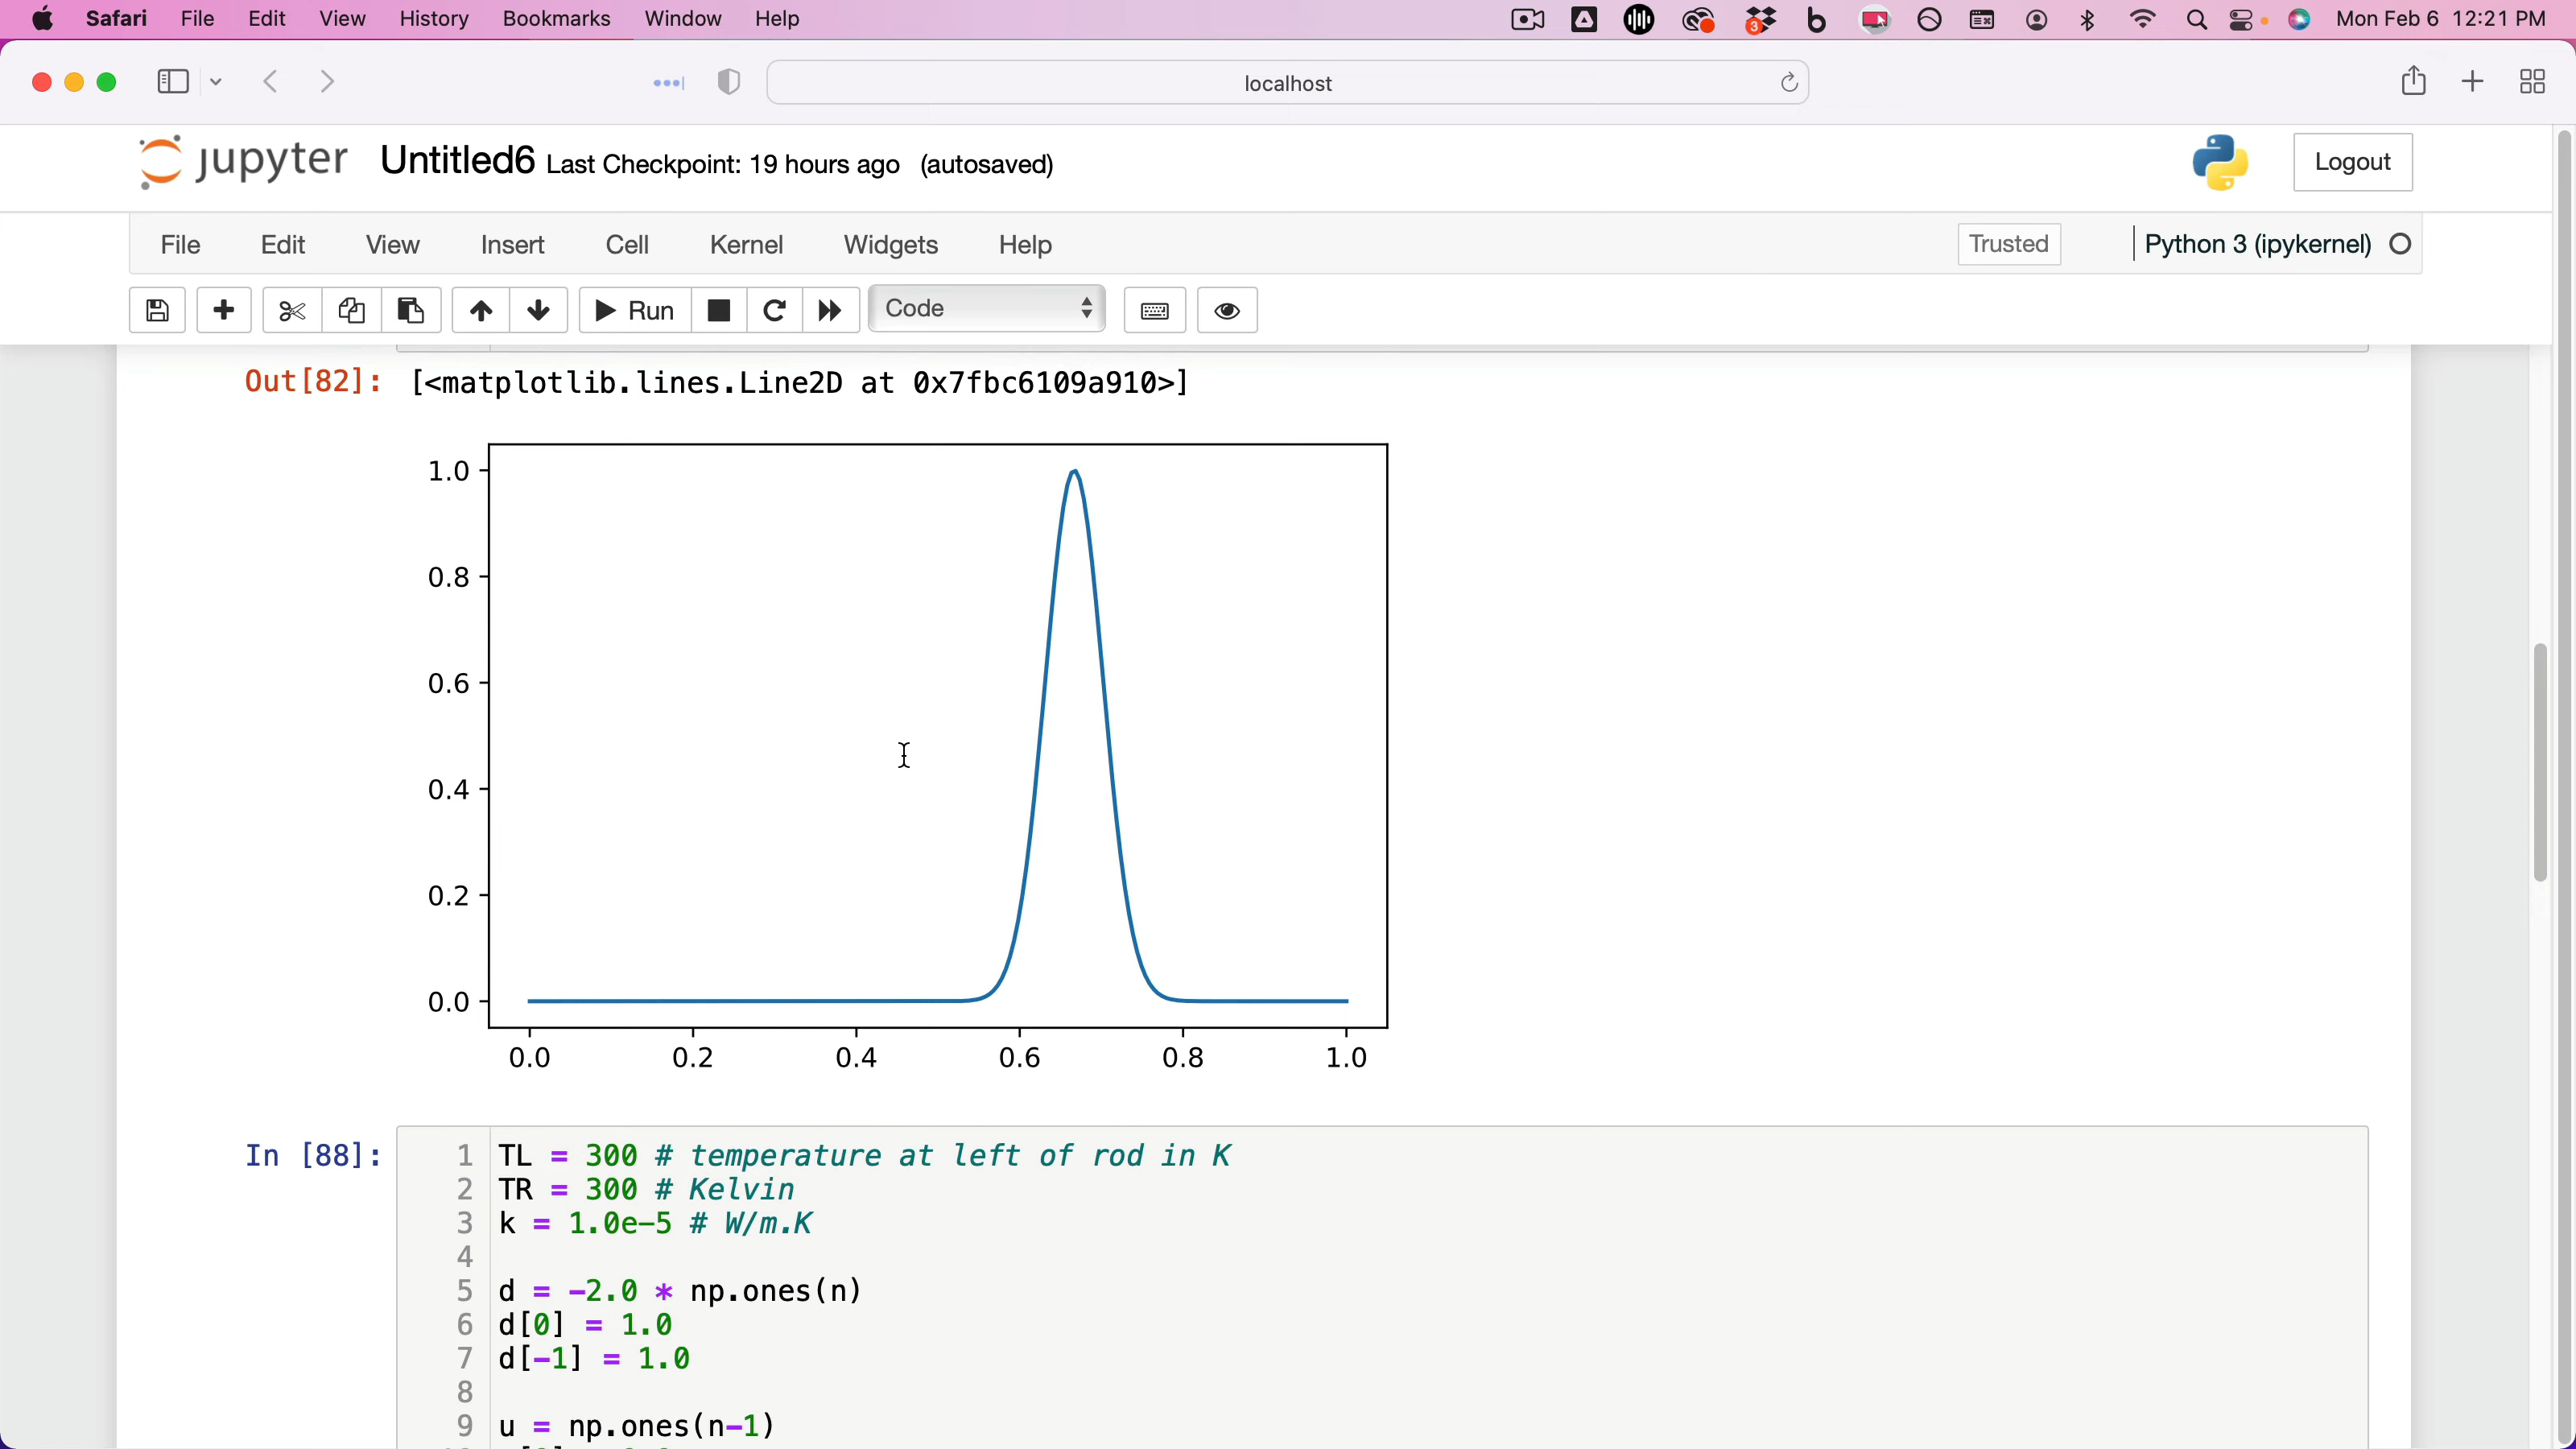 Safari File Edit View History Bookmarks Window Help 3 Mon Feb 6 12:21 PM
localhost
jupyter Untitled6 Last Checkpoint: 19 hours ago (autosaved) Logout
File Edit View Insert Cell Kernel Widgets Help Trusted Python 3 (ipykernel)
Run Code
Out[82]: [<matplotlib.lines.Line2D at 0x7fbc6109a910>]
1.0
0.8
0.6
0.4
0.2
0.0
0.0 0.2 0.4 0.6 0.8 1.0
In [88]: 1 TL = 300 # temperature at left of rod in K
2 TR = 300 # Kelvin
3 k = 1.0e-5 # W/m.K
4
5 d = -2.0 * np.ones(n)
6 d[0] = 1.0
7 d[-1] = 1.0
8
9 u = np.ones(n-1)